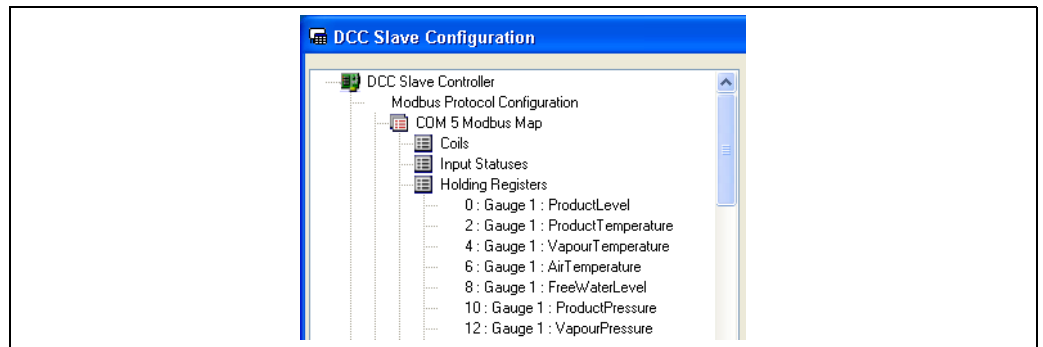 DCC Slave Configuration
DCC Slave Controller
Modbus Protocol Configuration
COM 5 Modbus Map
Coils
Input Statuses
Holding Registers
0 : Gauge 1 : ProductLevel
2 : Gauge 1 : ProductTemperature
4 : Gauge 1 : VapourTemperature
6 : Gauge 1 : AirTemperature
8 : Gauge 1 : FreeWaterLevel
10 : Gauge 1 : ProductPressure
12 : Gauge 1 : VapourPressure